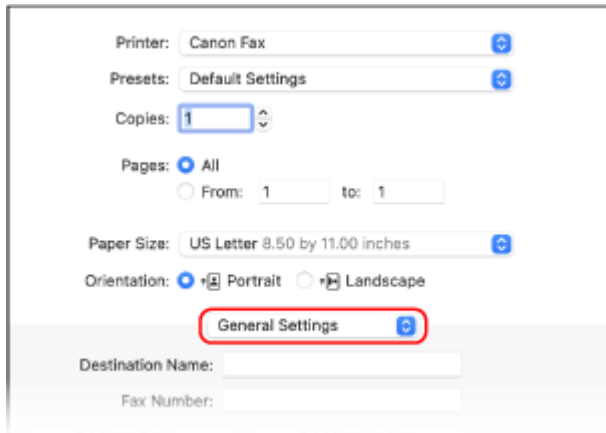 Printer: Canon Fax
Presets: Default Settings
Copies: 1
Pages: All
From: 1 to: 1
Paper Size: US Letter 8.50 by 11.00 inches
Orientation: Portrait Landscape
General Settings
Destination Name:
Fax Number: